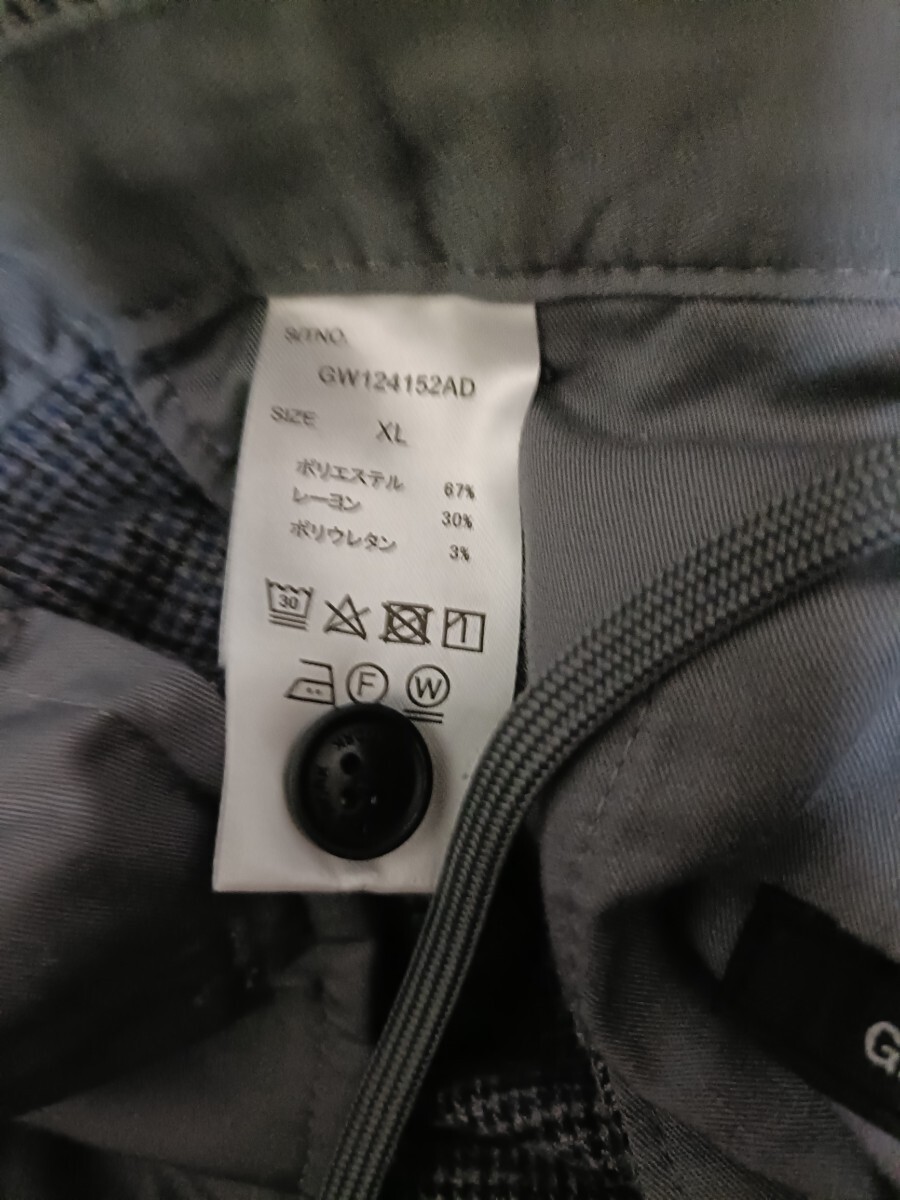 S/TNO.
GW124152AD
SIZE XL
ポリエステル 67%
レーヨン 30%
ポリウレタン 3%
30
F W
G